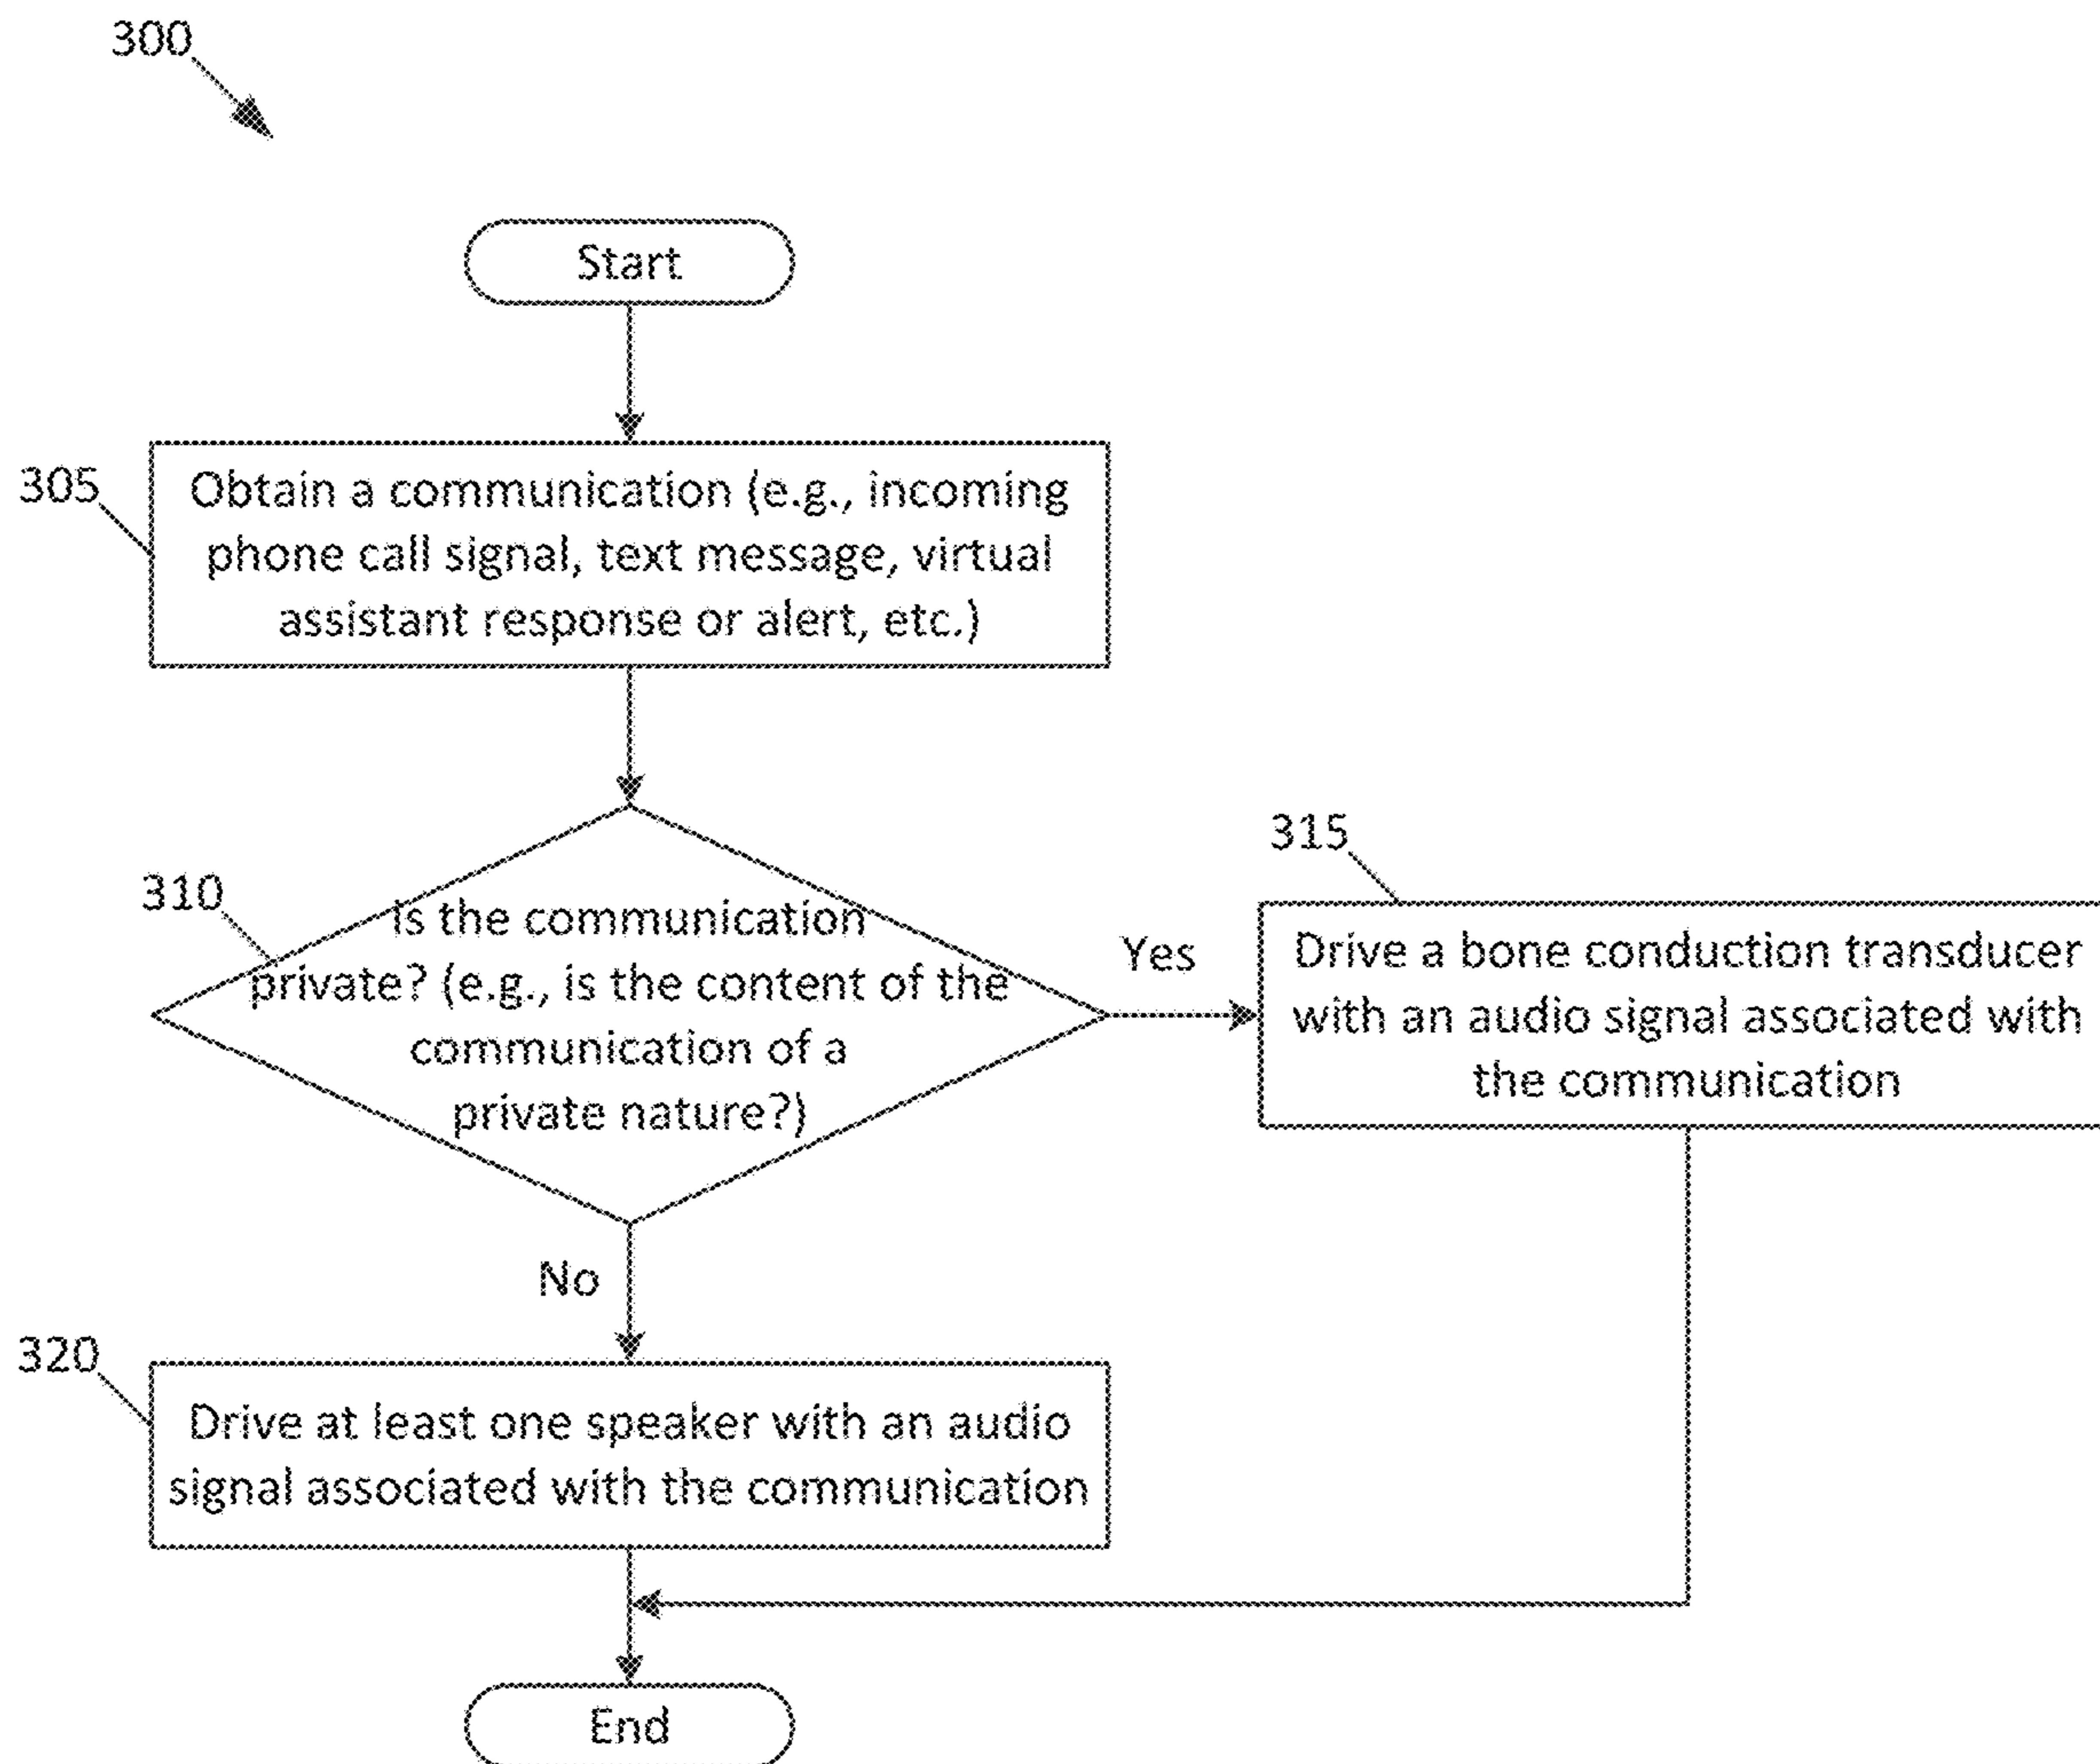 300
Start
305
Obtain a communication (e.g., incoming
phone call signal, text message, virtual
assistant response or alert, etc.)
310
Is the communication
private? (e.g., is the content of the
communication of a
private nature?)
Yes
315
Drive a bone conduction transducer
with an audio signal associated with
the communication
No
320
Drive at least one speaker with an audio
signal associated with the communication
End